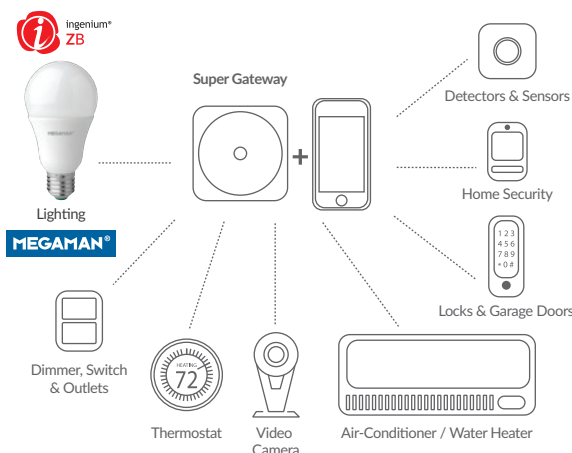 ingenium®
ZB
Super Gateway
+
MEGAMAN
Detectors & Sensors
Home Security
Lighting
MEGAMAN®
1 2 3
4 5 6
7 8 9
* 0 #
Locks & Garage Doors
HEATING
72
Dimmer, Switch
& Outlets
Thermostat
Video
Camera
Air-Conditioner / Water Heater